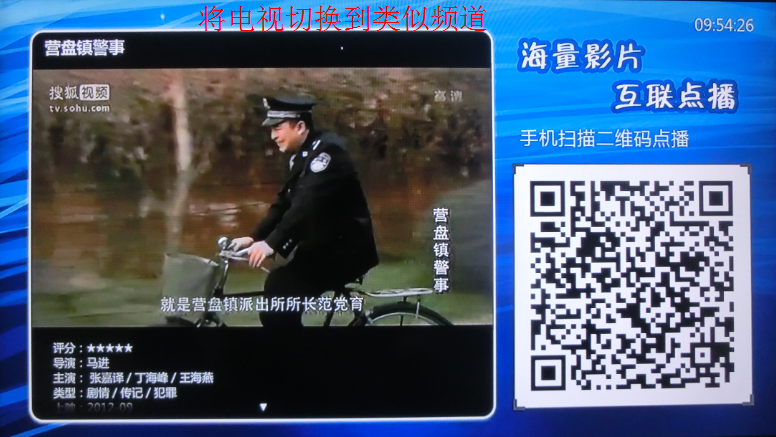 将电视切换到类似频道
09:54:26
营盘镇警事
搜狐视频
tv.sohu.com
高清
营盘镇警事
就是营盘镇派出所所长范党育
评分：★★★★★
导演：马进
主演： 张嘉译 / 丁海峰 / 王海燕
类型：剧情 / 传记 / 犯罪
上映：2012-09
海量影片
互联点播
手机扫描二维码点播